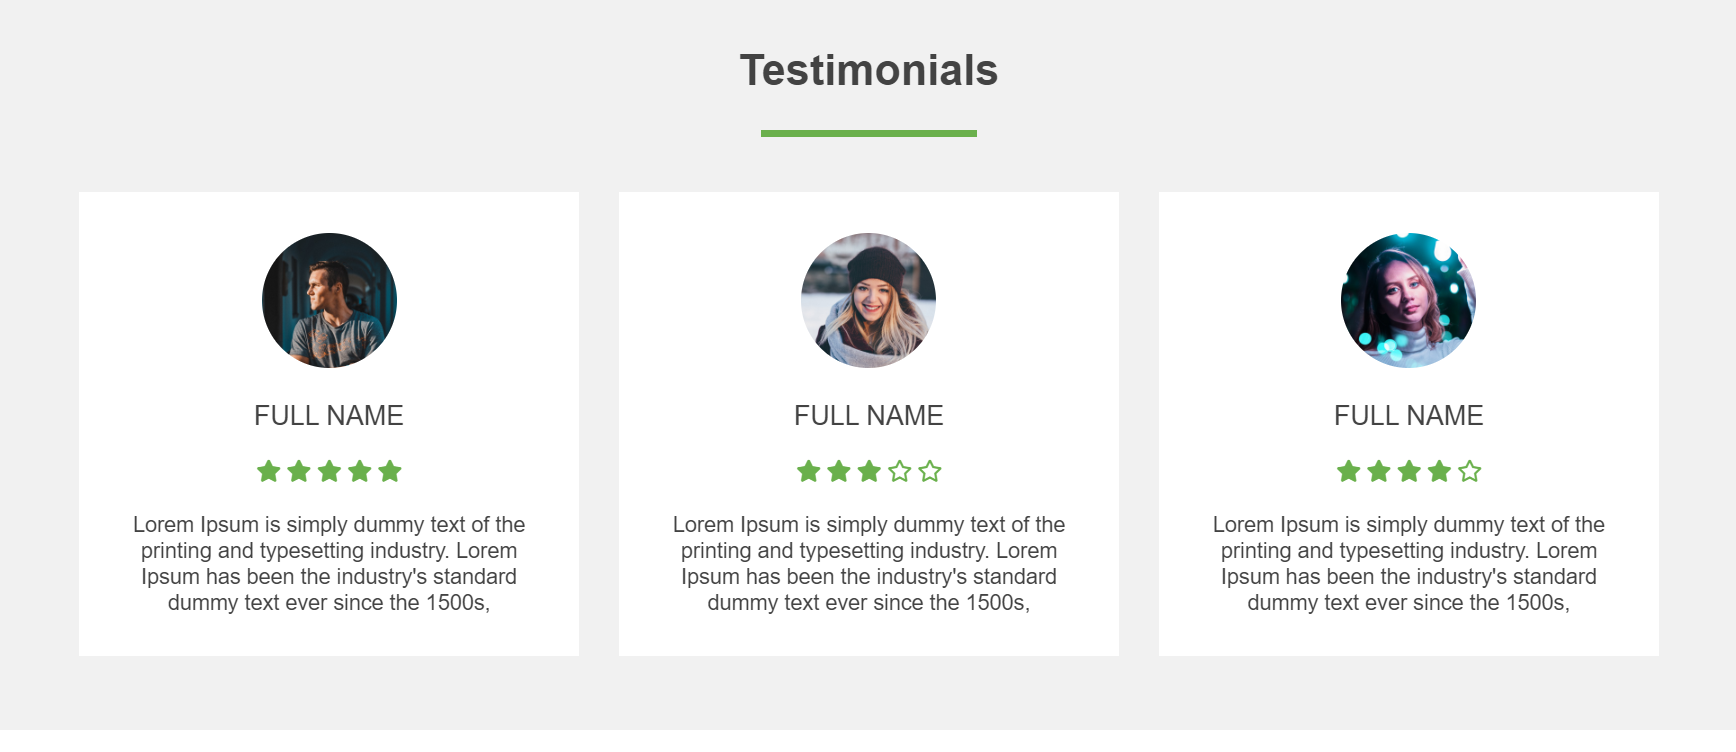 Testimonials
FULL NAME
Lorem Ipsum is simply dummy text of the
printing and typesetting industry. Lorem
Ipsum has been the industry's standard
dummy text ever since the 1500s,
FULL NAME
Lorem Ipsum is simply dummy text of the
printing and typesetting industry. Lorem
Ipsum has been the industry's standard
dummy text ever since the 1500s,
FULL NAME
Lorem Ipsum is simply dummy text of the
printing and typesetting industry. Lorem
Ipsum has been the industry's standard
dummy text ever since the 1500s,